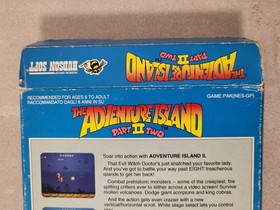 HUDSON SOFT
THE ADVENTURE ISLAND
PART II TWO
RECOMMENDED FOR AGES 6 TO ADULT
RACCOMANDATO DAGLI 6 ANNI IN SU
GAME PAK(NES-GP)
THE ADVENTURE ISLAND
PART II TWO
Soar into action with ADVENTURE ISLAND II.
That Evil Witch Doctor's just snatched your favorite lady.
And you've got to battle your way past EIGHT treacherous
islands to get her back!
Combat prehistoric monsters - some of the creepiest, fire
spitting critters ever to slither across a video screen! Survive
molten volcanoes. Dodge giant scorpions and king cobras.
And the action gets even crazier with a new
vertical/horizontal scroll. While stage select lets you control